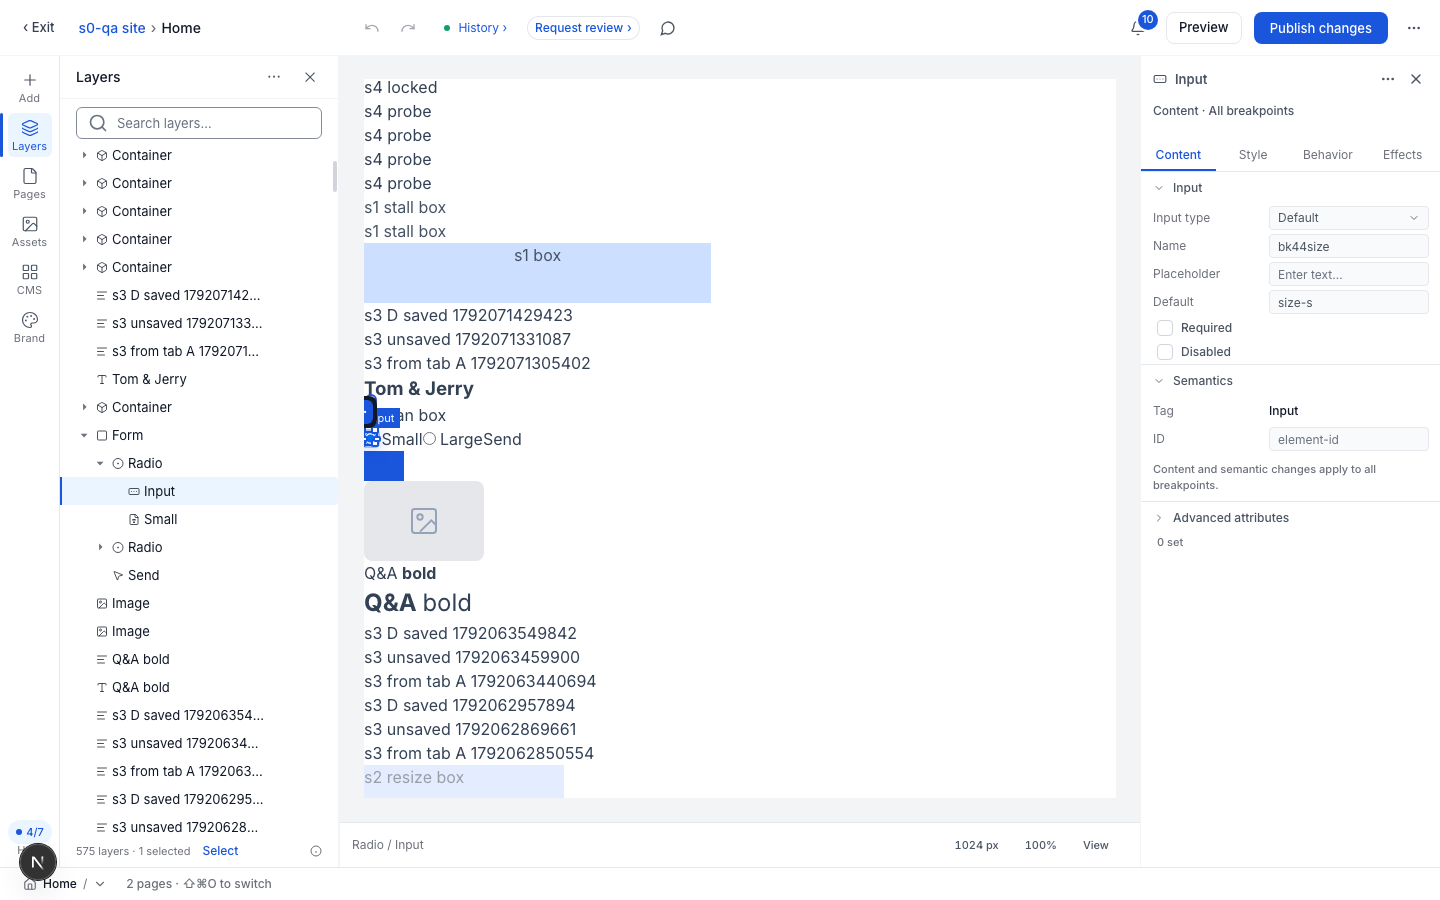 ‹ Exit
s0-qa site › Home
History ›
Request review ›
10
Preview
Publish changes
Add
Layers
Pages
Assets
CMS
Brand
4/7
N
Layers
Search layers...
Container
Container
Container
Container
Container
s3 D saved 179207142...
s3 unsaved 179207133...
s3 from tab A 1792071...
Tom & Jerry
Container
Form
Radio
Input
Small
Radio
Send
Image
Image
Q&A bold
Q&A bold
s3 D saved 179206354...
s3 unsaved 17920634...
s3 from tab A 1792063...
s3 D saved 179206295...
s3 unsaved 17920628...
575 layers · 1 selected
Select
s4 locked
s4 probe
s4 probe
s4 probe
s4 probe
s1 stall box
s1 stall box
s1 box
s3 D saved 1792071429423
s3 unsaved 1792071331087
s3 from tab A 1792071305402
Tom & Jerry
put
an box
Small
LargeSend
Q&A bold
Q&A bold
s3 D saved 1792063549842
s3 unsaved 1792063459900
s3 from tab A 1792063440694
s3 D saved 1792062957894
s3 unsaved 1792062869661
s3 from tab A 1792062850554
s2 resize box
Radio / Input
1024 px
100%
View
Input
Content · All breakpoints
Content
Style
Behavior
Effects
Input
Input type
Default
Name
bk44size
Placeholder
Enter text...
Default
size-s
Required
Disabled
Semantics
Tag
Input
ID
element-id
Content and semantic changes apply to all
breakpoints.
Advanced attributes
0 set
Home /
2 pages · ⇧⌘O to switch